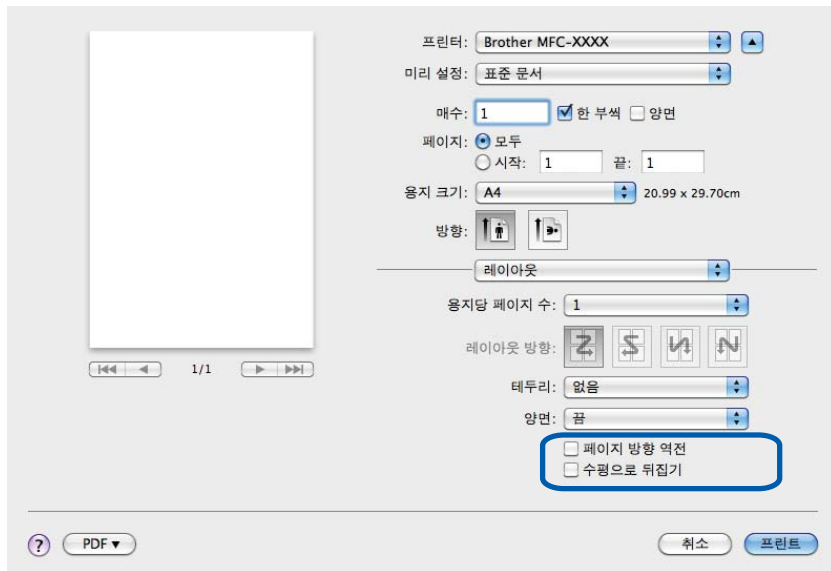 프린터: Brother MFC-XXXX
미리 설정: 표준 문서
매수: 1 한 부씩 양면
페이지: 모두
시작: 1 끝: 1
용지 크기: A4 20.99 x 29.70cm
방향:
레이아웃
용지당 페이지 수: 1
레이아웃 방향:
1/1
테두리: 없음
양면: 끔
페이지 방향 역전
수평으로 뒤집기
? PDF ▼ 취소 프린트